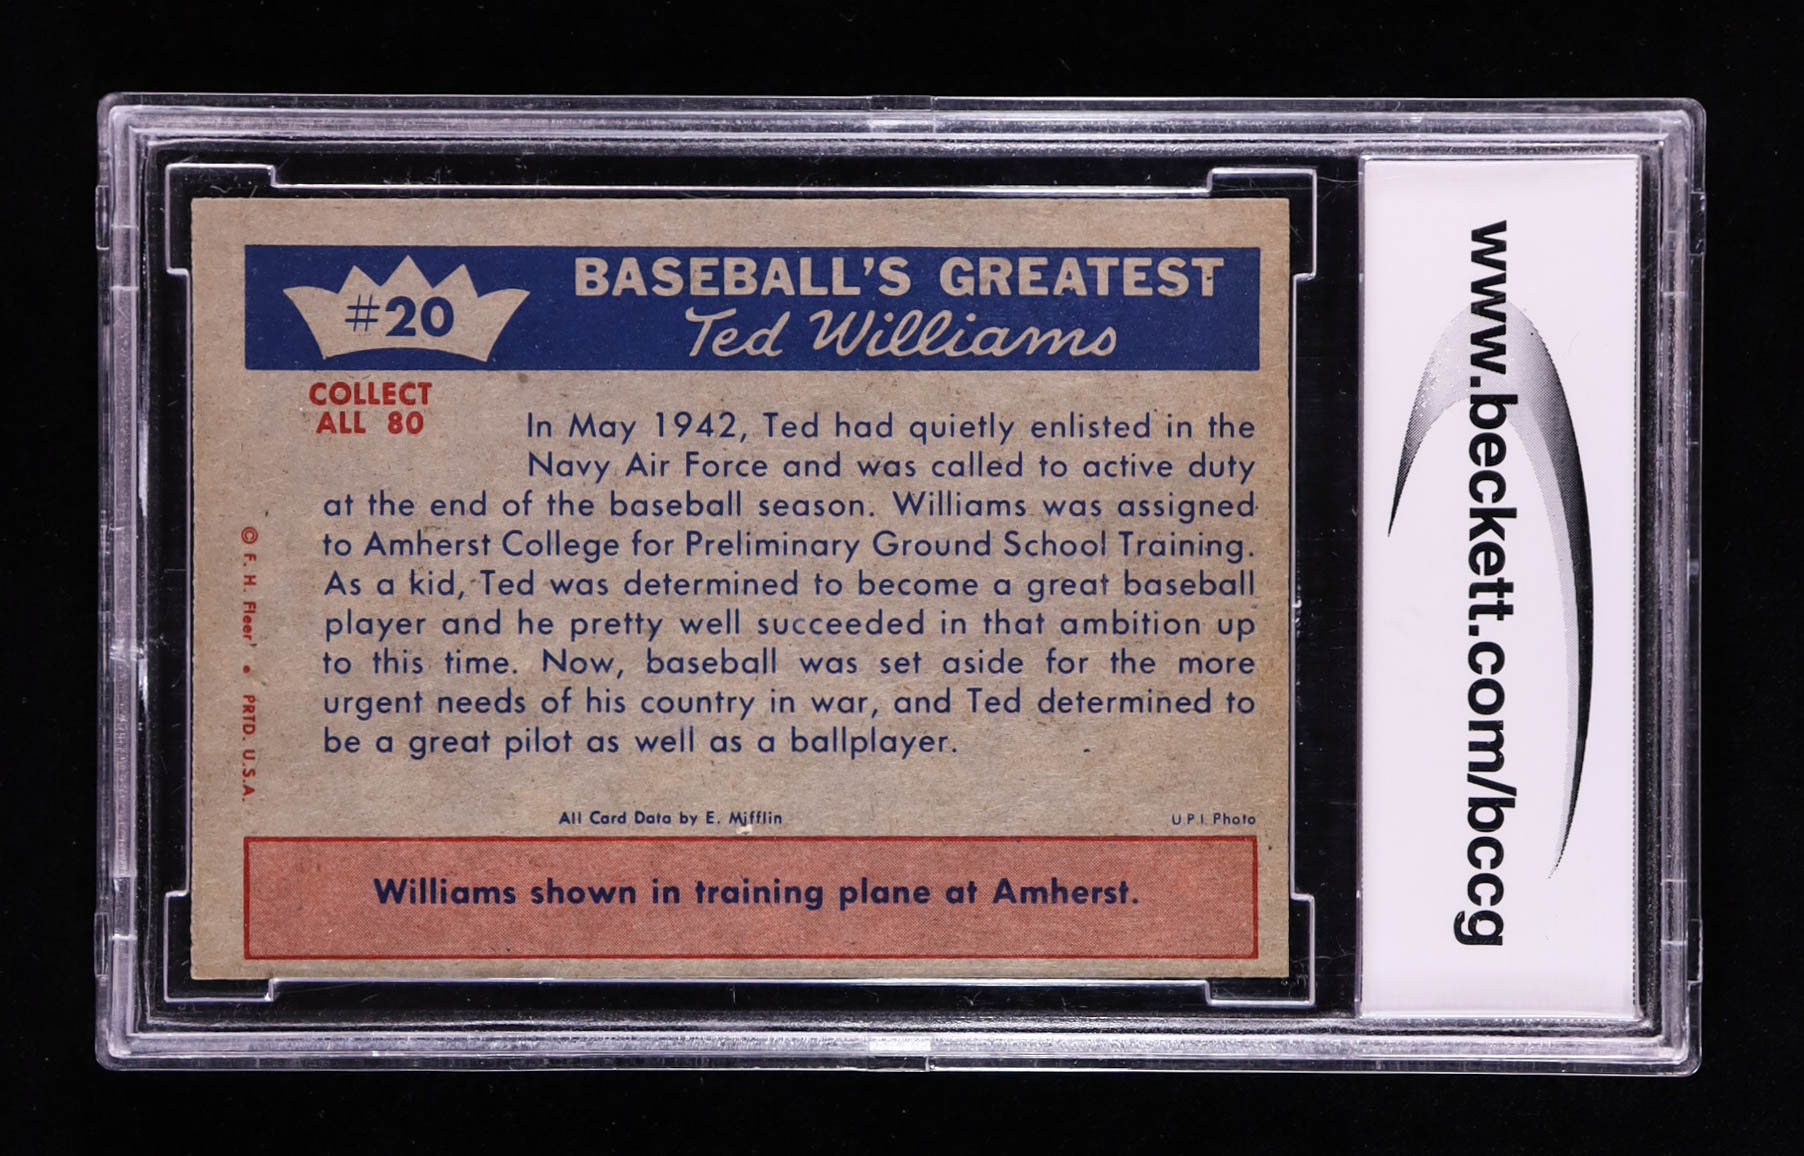 #20
BASEBALL'S GREATEST
Ted Williams
COLLECT
ALL 80
In May 1942, Ted had quietly enlisted in the
Navy Air Force and was called to active duty
at the end of the baseball season. Williams was assigned
to Amherst College for Preliminary Ground School Training.
As a kid, Ted was determined to become a great baseball
player and he pretty well succeeded in that ambition up
to this time. Now, baseball was set aside for the more
urgent needs of his country in war, and Ted determined to
be a great pilot as well as a ballplayer.
© F. H. Fleer • PRTD. U.S.A.
All Card Data by E. Mifflin
U.P.I. Photo
Williams shown in training plane at Amherst.
www.beckett.com/bccg